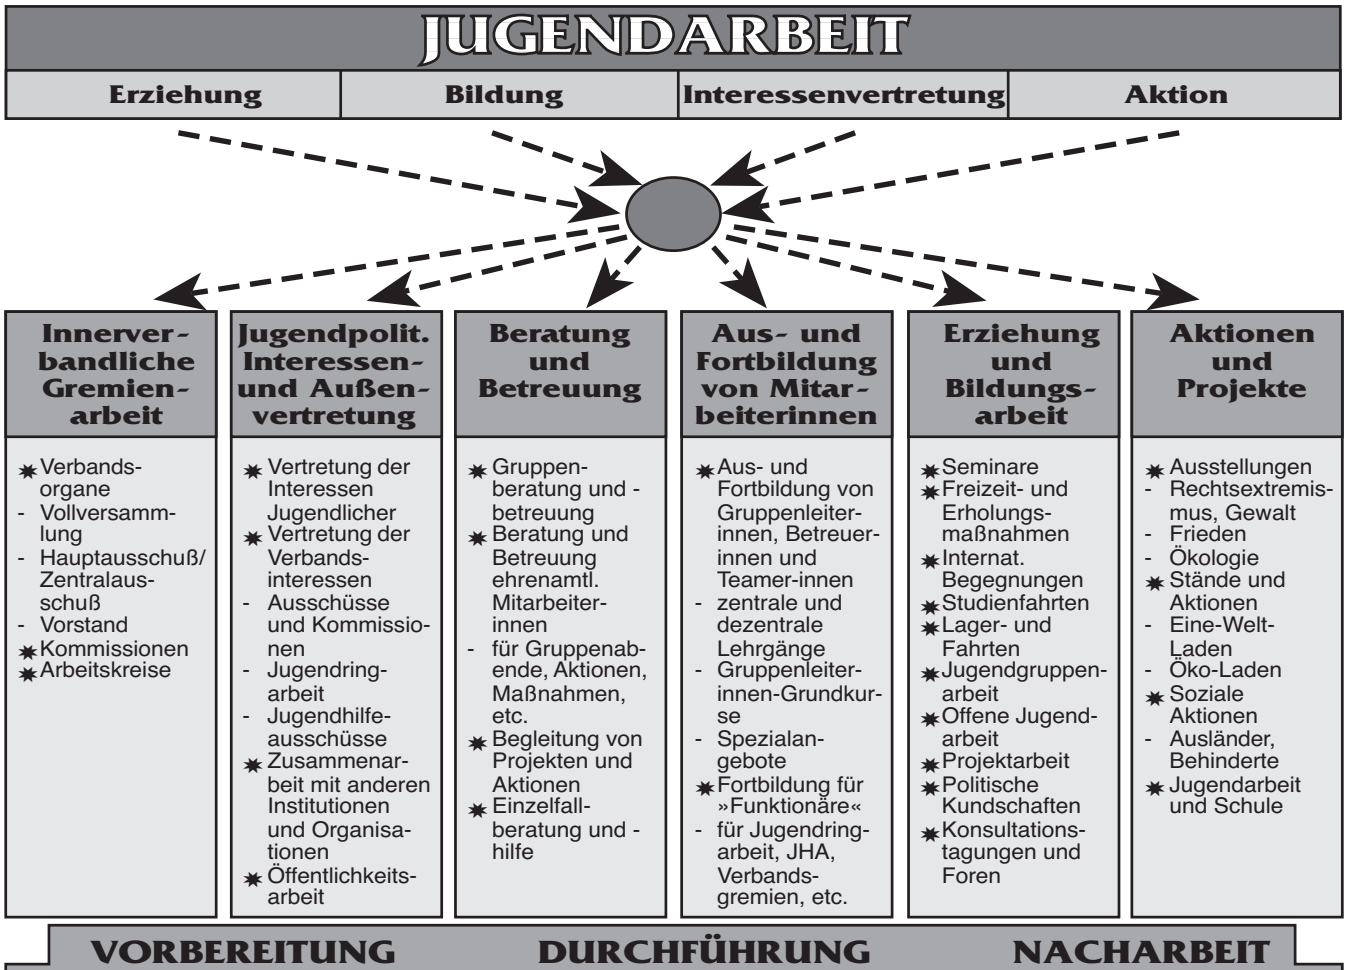 JUGENDARBEIT
Erziehung
Bildung
Interessenvertretung
Aktion
Innerver-
bandliche
Gremien-
arbeit
✷ Verbands-
organe
- Vollversamm-
lung
- Hauptausschuß/
Zentralaus-
schuß
- Vorstand
✷ Kommissionen
✷ Arbeitskreise
Jugendpolit.
Interessen-
und Außen-
vertretung
✷ Vertretung der
Interessen
Jugendlicher
✷ Vertretung der
Verbands-
interessen
- Ausschüsse
und Kommissio-
nen
- Jugendring-
arbeit
- Jugendhilfe-
ausschüsse
✷ Zusammenar-
beit mit anderen
Institutionen
und Organisa-
tionen
✷ Öffentlichkeits-
arbeit
Beratung
und
Betreuung
✷ Gruppen-
beratung und -
betreuung
✷ Beratung und
Betreuung
ehrenamtl.
Mitarbeiter-
innen
- für Gruppenab-
ende, Aktionen,
Maßnahmen,
etc.
✷ Begleitung von
Projekten und
Aktionen
✷ Einzelfall-
beratung und -
hilfe
Aus- und
Fortbildung
von Mitar-
beiterinnen
✷ Aus- und
Fortbildung von
Gruppenleiter-
innen, Betreuer-
innen und
Teamer-innen
- zentrale und
dezentrale
Lehrgänge
- Gruppenleiter-
innen-Grundkur-
se
- Spezialan-
gebote
✷ Fortbildung für
»Funktionäre«
- für Jugendring-
arbeit, JHA,
Verbands-
gremien, etc.
Erziehung
und
Bildungs-
arbeit
✷ Seminare
✷ Freizeit- und
Erholungs-
maßnahmen
✷ Internat.
Begegnungen
✷ Studienfahrten
✷ Lager- und
Fahrten
✷ Jugendgruppen-
arbeit
✷ Offene Jugend-
arbeit
✷ Projektarbeit
✷ Politische
Kundschaften
✷ Konsultations-
tagungen und
Foren
Aktionen
und
Projekte
✷ Ausstellungen
- Rechtsextremis-
mus, Gewalt
- Frieden
- Ökologie
✷ Stände und
Aktionen
- Eine-Welt-
Laden
- Öko-Laden
✷ Soziale
Aktionen
- Ausländer,
Behinderte
✷ Jugendarbeit
und Schule
VORBEREITUNG
DURCHFÜHRUNG
NACHARBEIT